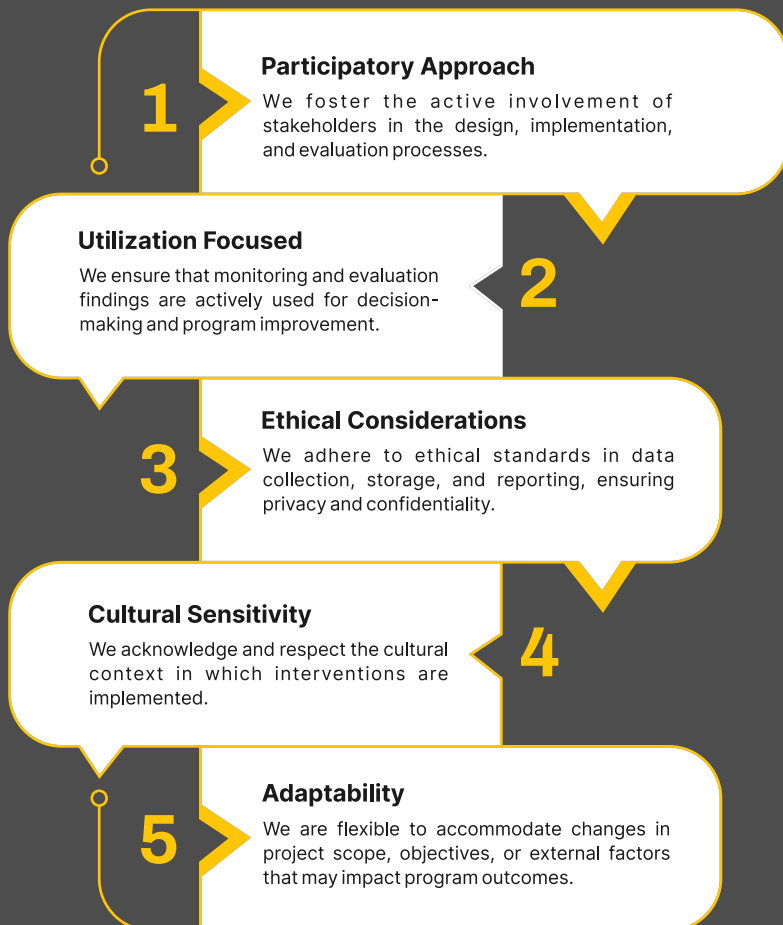 1
Participatory Approach
We foster the active involvement of
stakeholders in the design, implementation,
and evaluation processes.
Utilization Focused
We ensure that monitoring and evaluation
findings are actively used for decision-
making and program improvement.
2
3
Ethical Considerations
We adhere to ethical standards in data
collection, storage, and reporting, ensuring
privacy and confidentiality.
Cultural Sensitivity
We acknowledge and respect the cultural
context in which interventions are
implemented.
4
5
Adaptability
We are flexible to accommodate changes in
project scope, objectives, or external factors
that may impact program outcomes.